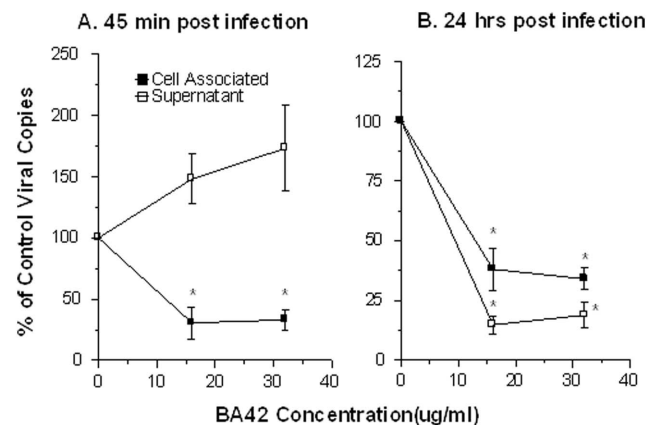 A. 45 min post infection
B. 24 hrs post infection
% of Control Viral Copies
250
200
150
100
50
0
Cell Associated
Supernatant
* *
0 10 20 30 40
125
100
75
50
25
0
* *
* *
0 10 20 30 40
BA42 Concentration(ug/ml)